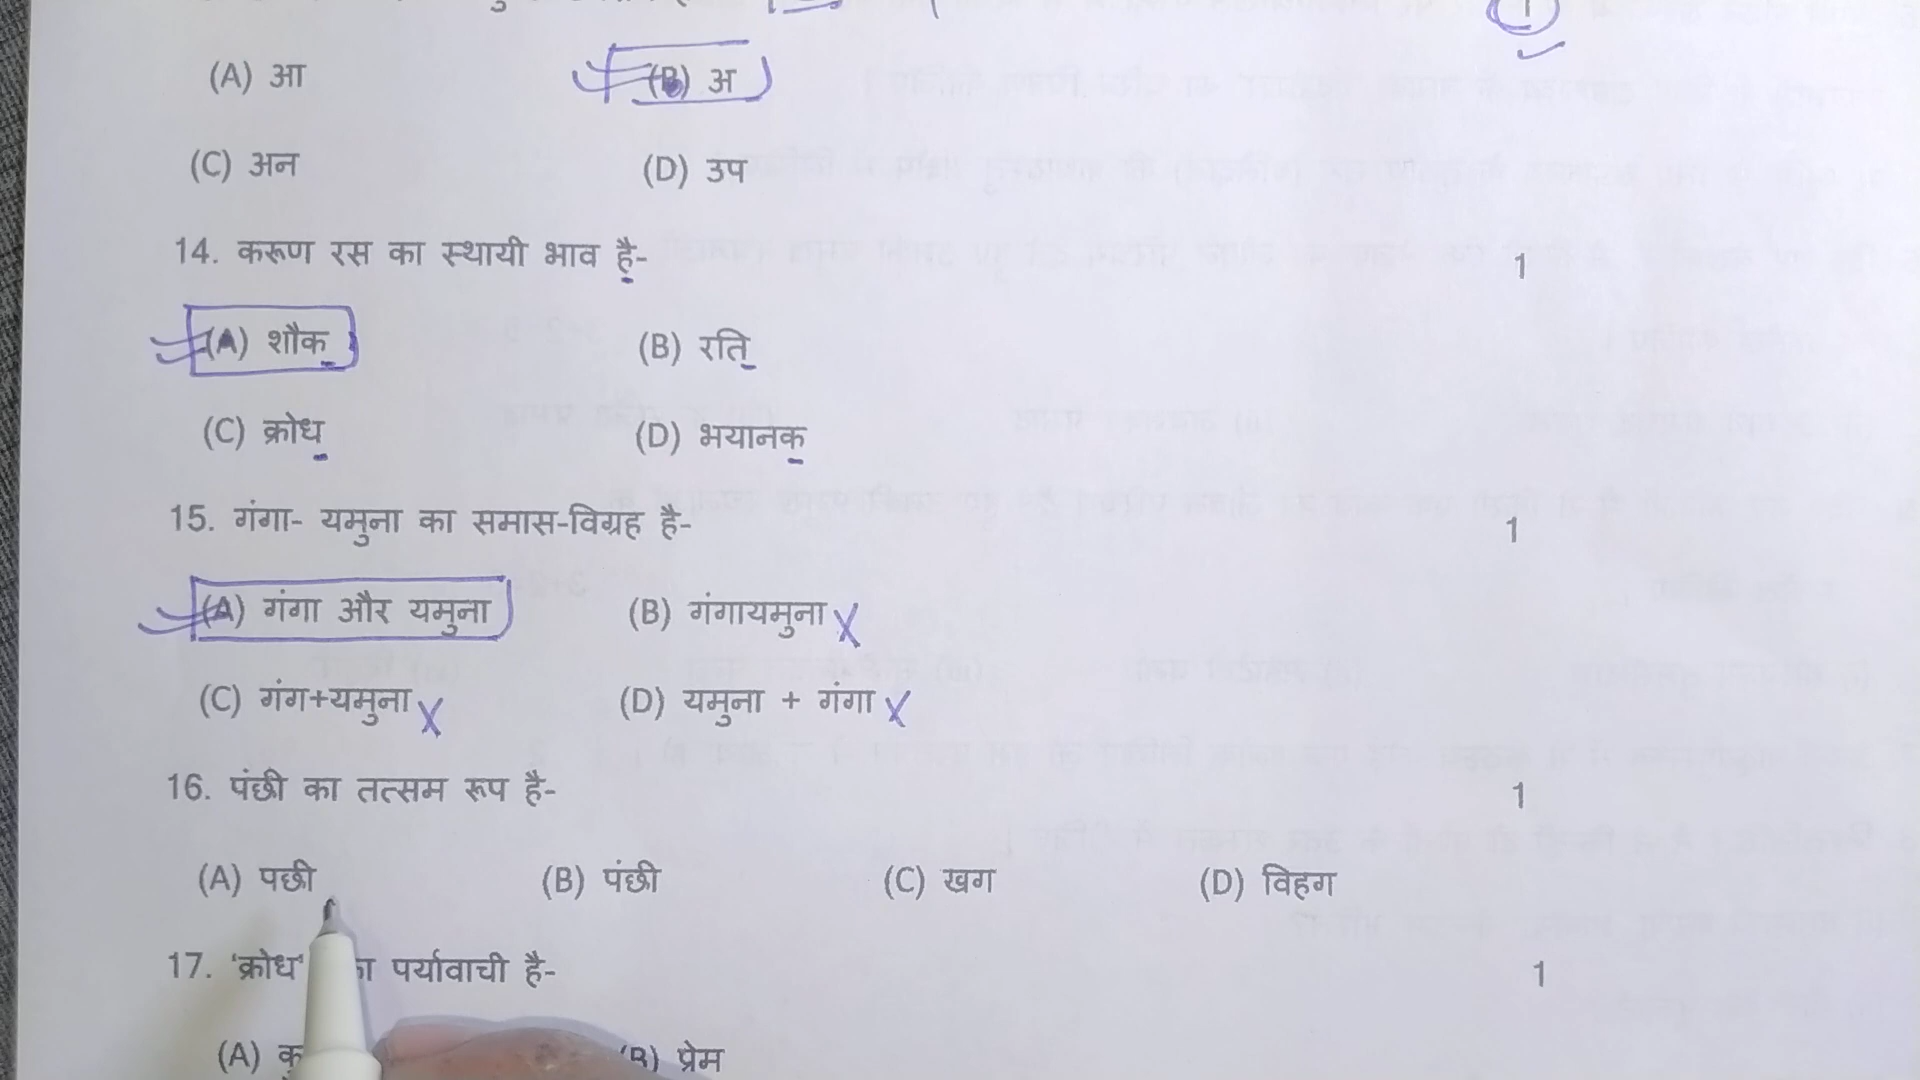 (A) आ (B) अ
(C) अन (D) उप
14. करूण रस का स्थायी भाव है- 1
(A) शौक (B) रति
(C) क्रोध (D) भयानक
15. गंगा- यमुना का समास-विग्रह है- 1
(A) गंगा और यमुना (B) गंगायमुना X
(C) गंग+यमुना X (D) यमुना + गंगा X
16. पंछी का तत्सम रूप है- 1
(A) पछी (B) पंछी (C) खग (D) विहग
17. 'क्रोध' का पर्यावाची है- 1
(A) (B) प्रेम